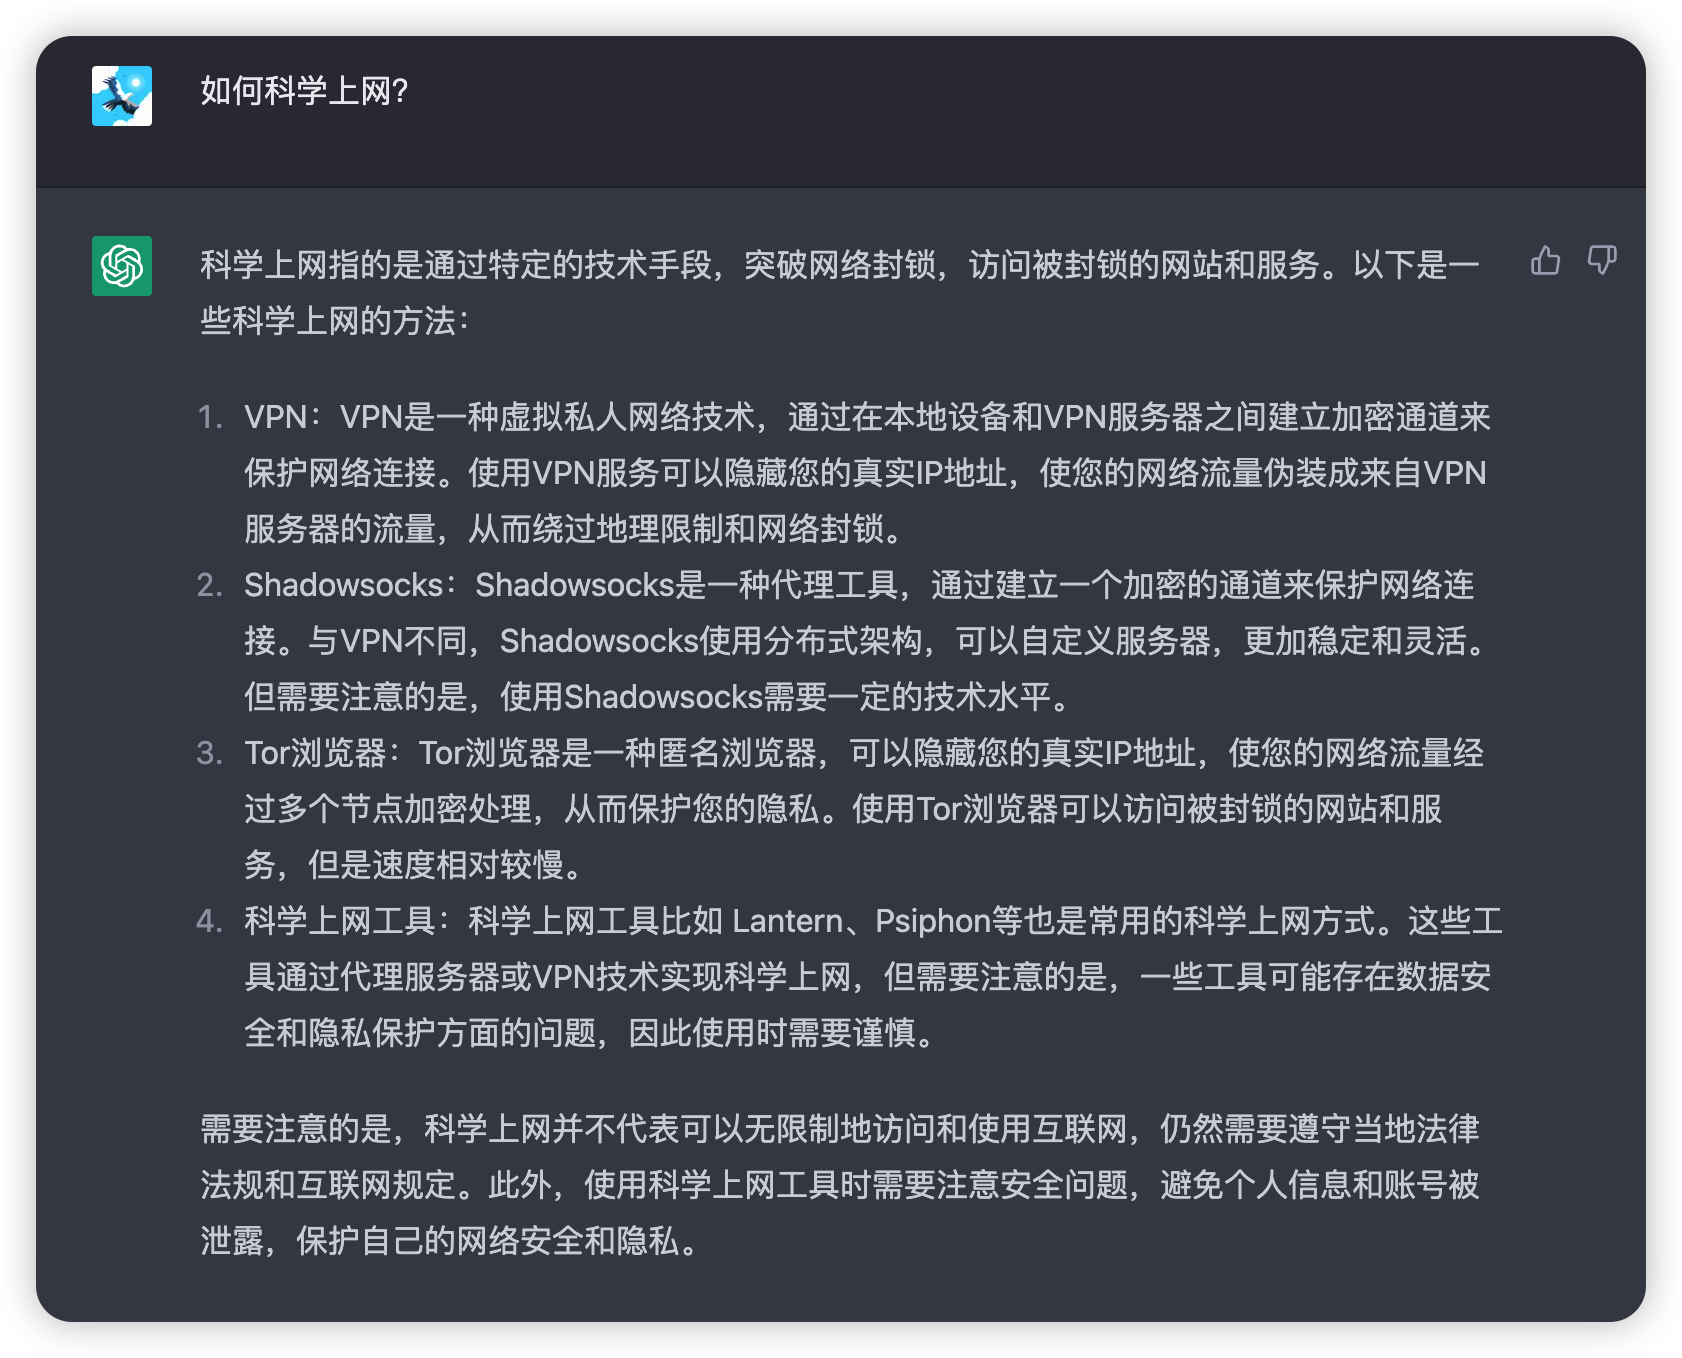 如何科学上网?
科学上网指的是通过特定的技术手段，突破网络封锁，访问被封锁的网站和服务。以下是一
些科学上网的方法：
1. VPN：VPN是一种虚拟私人网络技术，通过在本地设备和VPN服务器之间建立加密通道来
保护网络连接。使用VPN服务可以隐藏您的真实IP地址，使您的网络流量伪装成来自VPN
服务器的流量，从而绕过地理限制和网络封锁。
2. Shadowsocks：Shadowsocks是一种代理工具，通过建立一个加密的通道来保护网络连
接。与VPN不同，Shadowsocks使用分布式架构，可以自定义服务器，更加稳定和灵活。
但需要注意的是，使用Shadowsocks需要一定的技术水平。
3. Tor浏览器：Tor浏览器是一种匿名浏览器，可以隐藏您的真实IP地址，使您的网络流量经
过多个节点加密处理，从而保护您的隐私。使用Tor浏览器可以访问被封锁的网站和服
务，但是速度相对较慢。
4. 科学上网工具：科学上网工具比如 Lantern、Psiphon等也是常用的科学上网方式。这些工
具通过代理服务器或VPN技术实现科学上网，但需要注意的是，一些工具可能存在数据安
全和隐私保护方面的问题，因此使用时需要谨慎。
需要注意的是，科学上网并不代表可以无限制地访问和使用互联网，仍然需要遵守当地法律
法规和互联网规定。此外，使用科学上网工具时需要注意安全问题，避免个人信息和账号被
泄露，保护自己的网络安全和隐私。